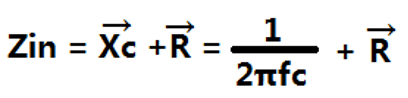 Zin = X⃗c + R⃗ = 1/2πfc + R⃗